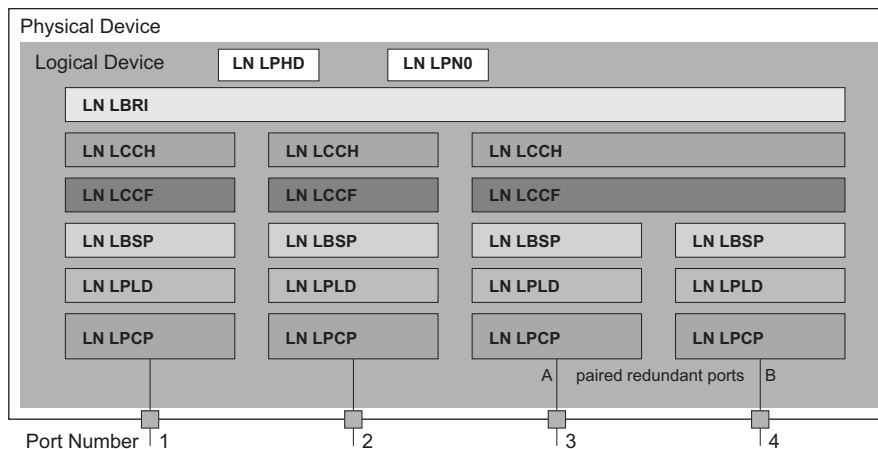 Physical Device
Logical Device LN LPHD LN LPN0
LN LBRI
LN LCCH LN LCCH LN LCCH
LN LCCF LN LCCF LN LCCF
LN LBSP LN LBSP LN LBSP LN LBSP
LN LPLD LN LPLD LN LPLD LN LPLD
LN LPCP LN LPCP LN LPCP LN LPCP
A paired redundant ports B
Port Number 1 2 3 4